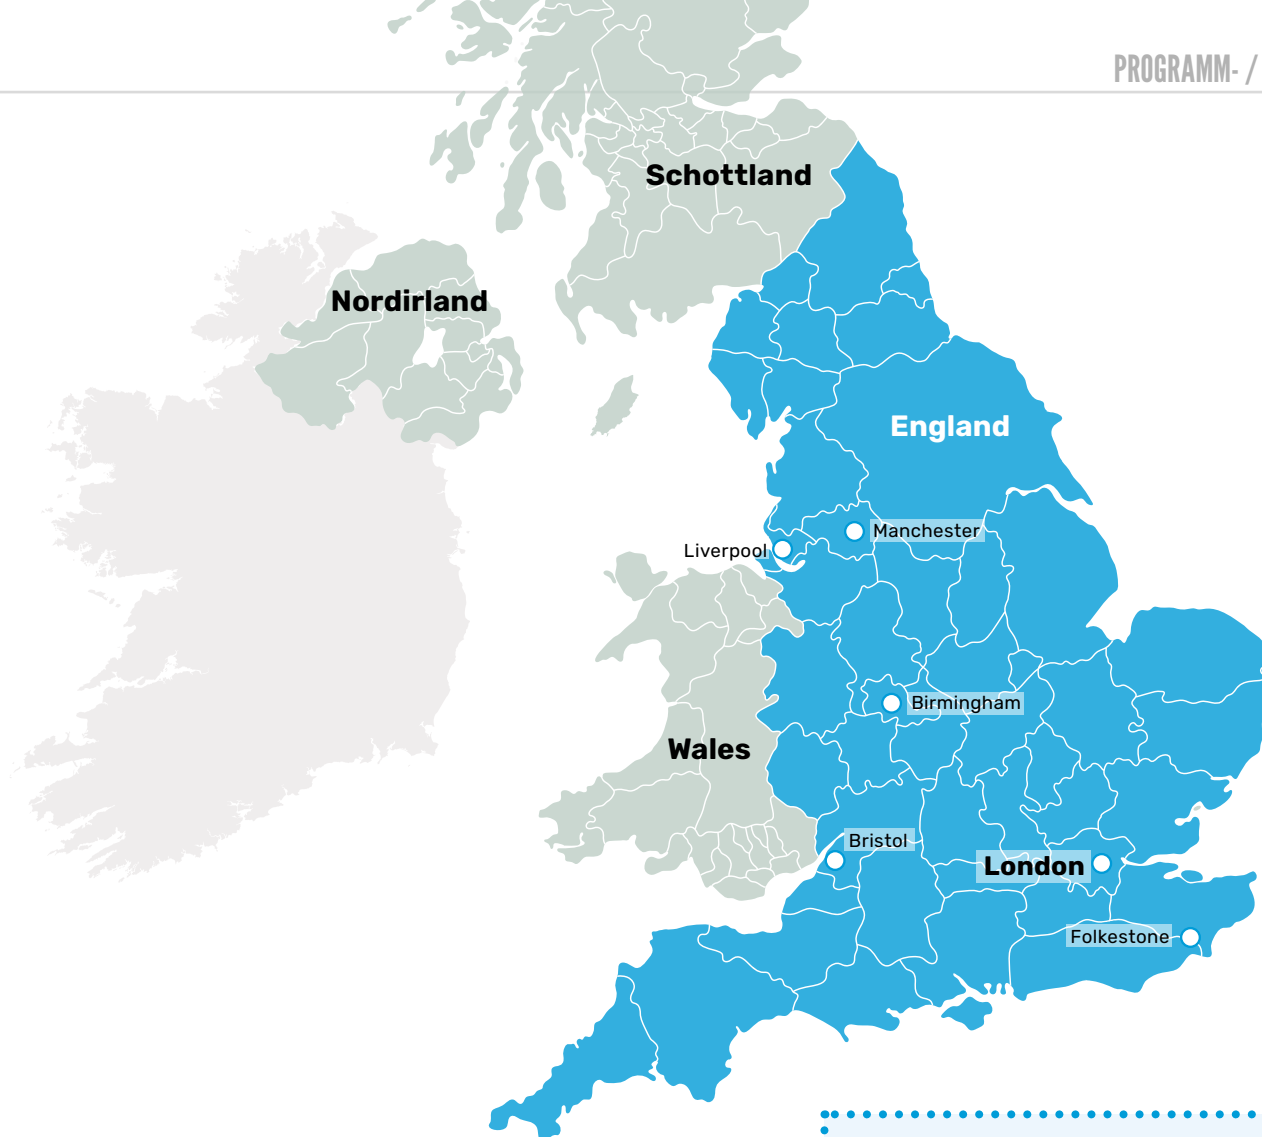 PROGRAMM- /
Schottland
Nordirland
England
Manchester
Liverpool
Birmingham
Wales
Bristol
London
Folkestone